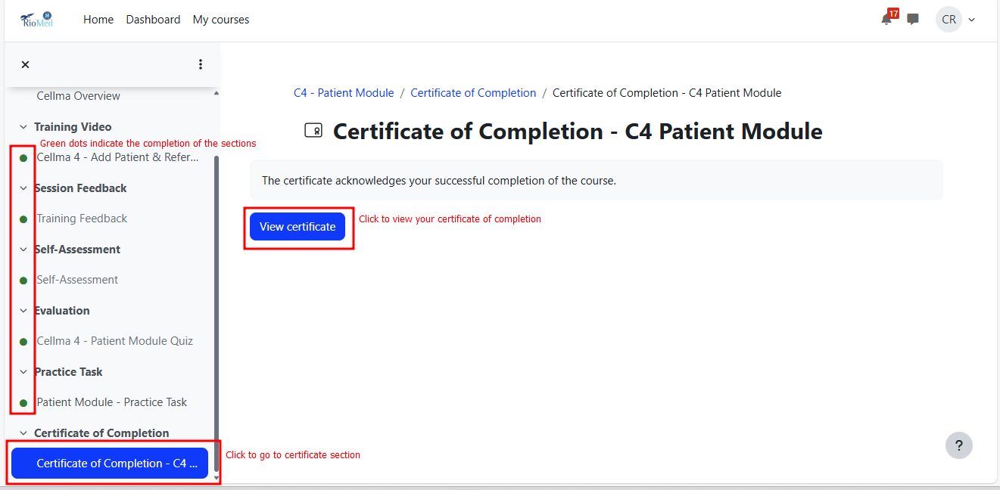 RioMed Home Dashboard My courses 17 CR
Cellma Overview
C4 - Patient Module / Certificate of Completion / Certificate of Completion - C4 Patient Module
Training Video
Certificate of Completion - C4 Patient Module
Green dots indicate the completion of the sections
Cellma 4 - Add Patient & Refer...
Session Feedback
The certificate acknowledges your successful completion of the course.
Training Feedback
View certificate
Click to view your certificate of completion
Self-Assessment
Self-Assessment
Evaluation
Cellma 4 - Patient Module Quiz
Practice Task
Patient Module - Practice Task
Certificate of Completion
?
Certificate of Completion - C4 ...
Click to go to certificate section